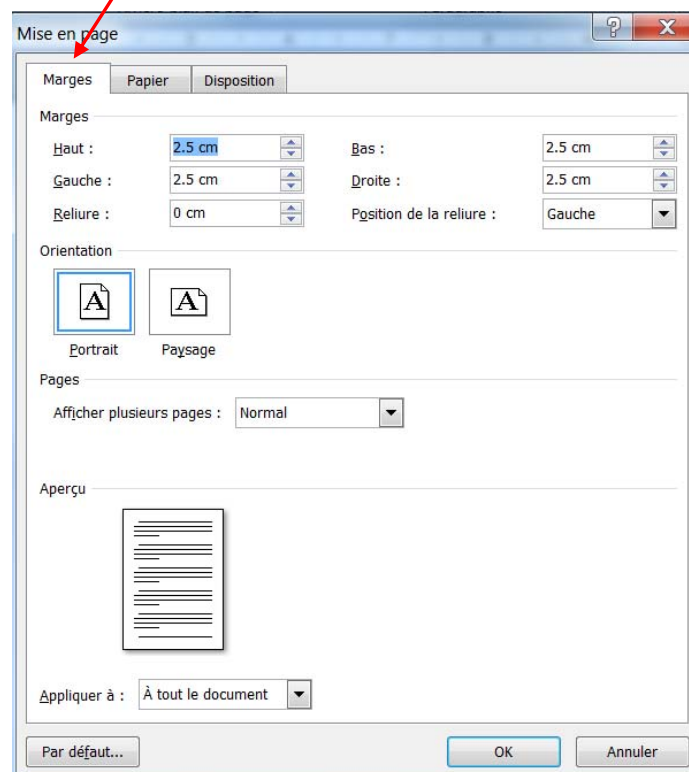 Mise en page
Marges Papier Disposition
Marges
Haut : 2.5 cm Bas : 2.5 cm
Gauche : 2.5 cm Droite : 2.5 cm
Reliure : 0 cm Position de la reliure : Gauche
Orientation
A A
Portrait Paysage
Pages
Afficher plusieurs pages : Normal
Aperçu
Appliquer à : À tout le document
Par défaut... OK Annuler